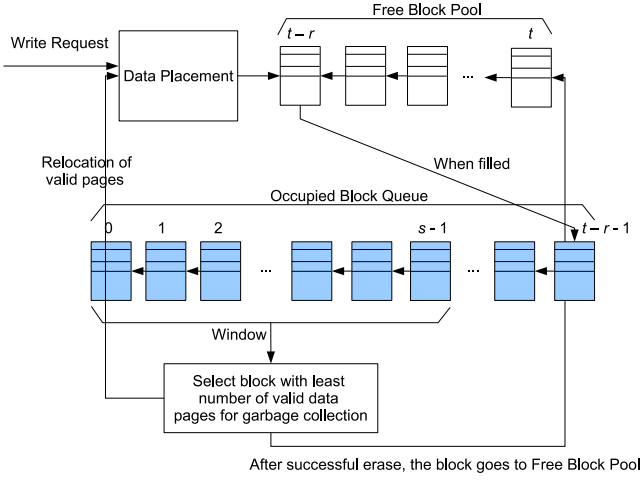 Free Block Pool
Write Request
t – r
t
Data Placement
...
When filled
Relocation of
valid pages
Occupied Block Queue
0
1
2
s - 1
t – r - 1
...
...
Window
Select block with least
number of valid data
pages for garbage collection
After successful erase, the block goes to Free Block Pool